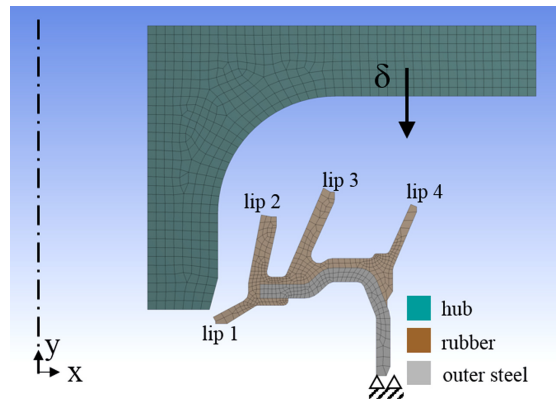 δ
lip 3
lip 2
lip 4
lip 1
hub
rubber
outer steel
y
x